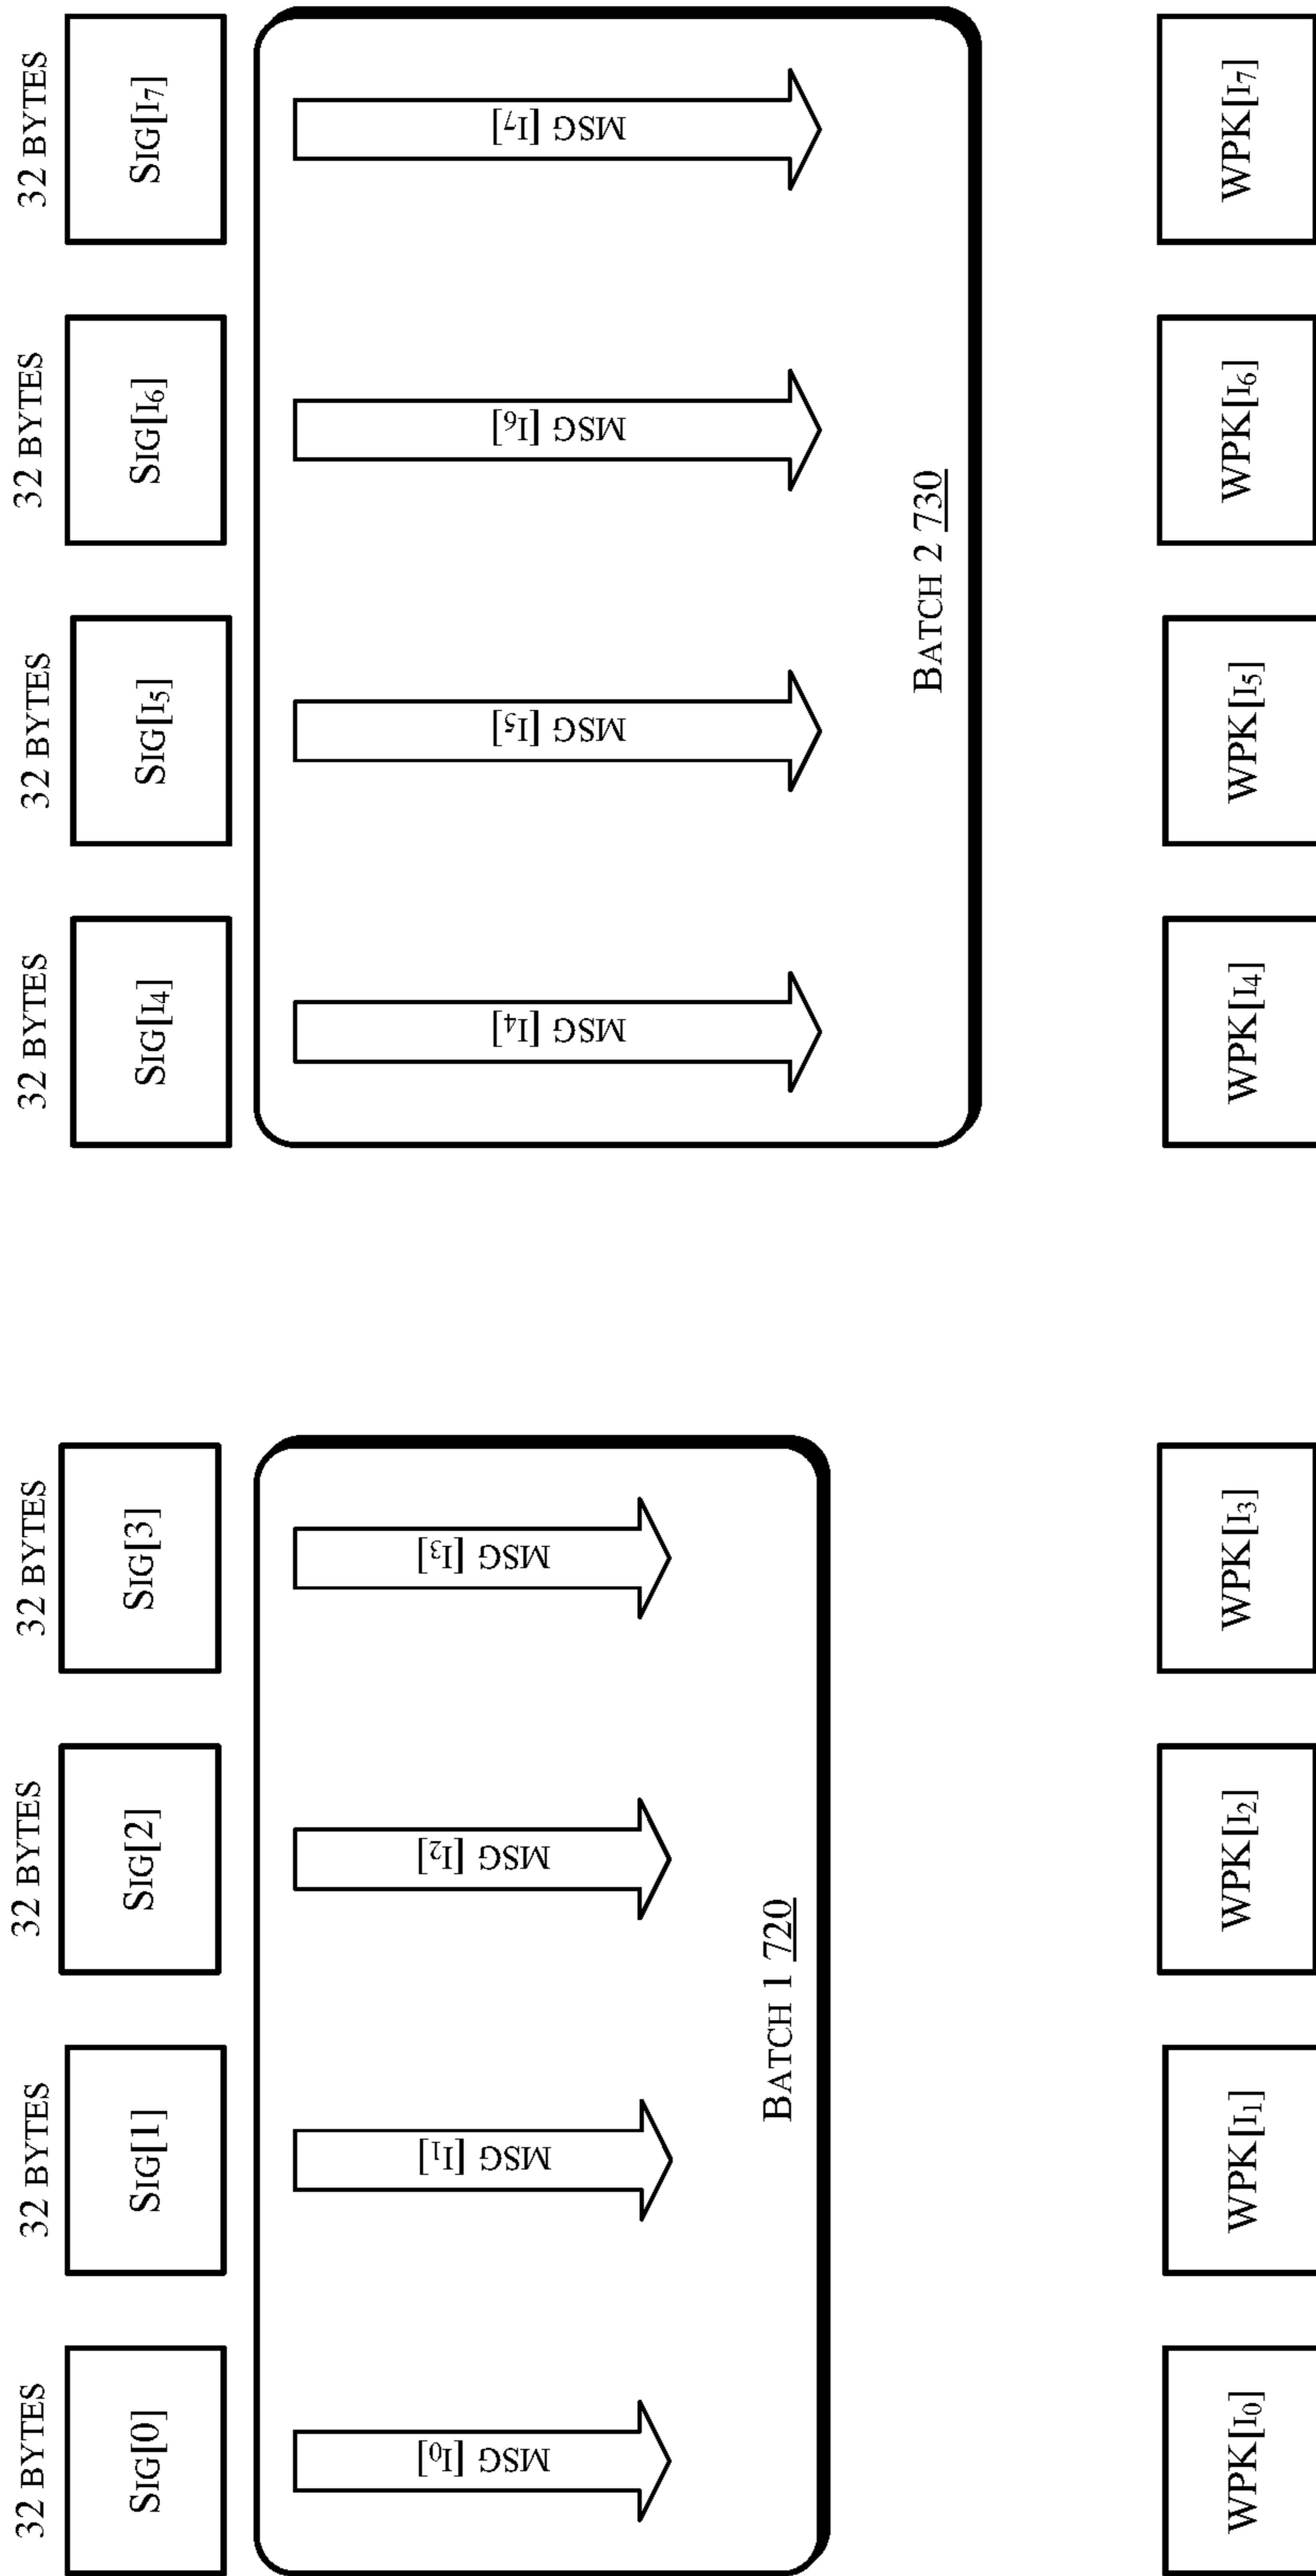 32 BYTES 32 BYTES 32 BYTES 32 BYTES 32 BYTES 32 BYTES 32 BYTES 32 BYTES
SIG[0] SIG[1] SIG[2] SIG[3] SIG[I₄] SIG[I₅] SIG[I₆] SIG[I₇]
MSG [I₀] MSG [I₁] MSG [I₂] MSG [I₃] MSG [I₄] MSG [I₅] MSG [I₆] MSG [I₇]
BATCH 1 720 BATCH 2 730
WPK[I₀] WPK[I₁] WPK[I₂] WPK[I₃] WPK[I₄] WPK[I₅] WPK[I₆] WPK[I₇]